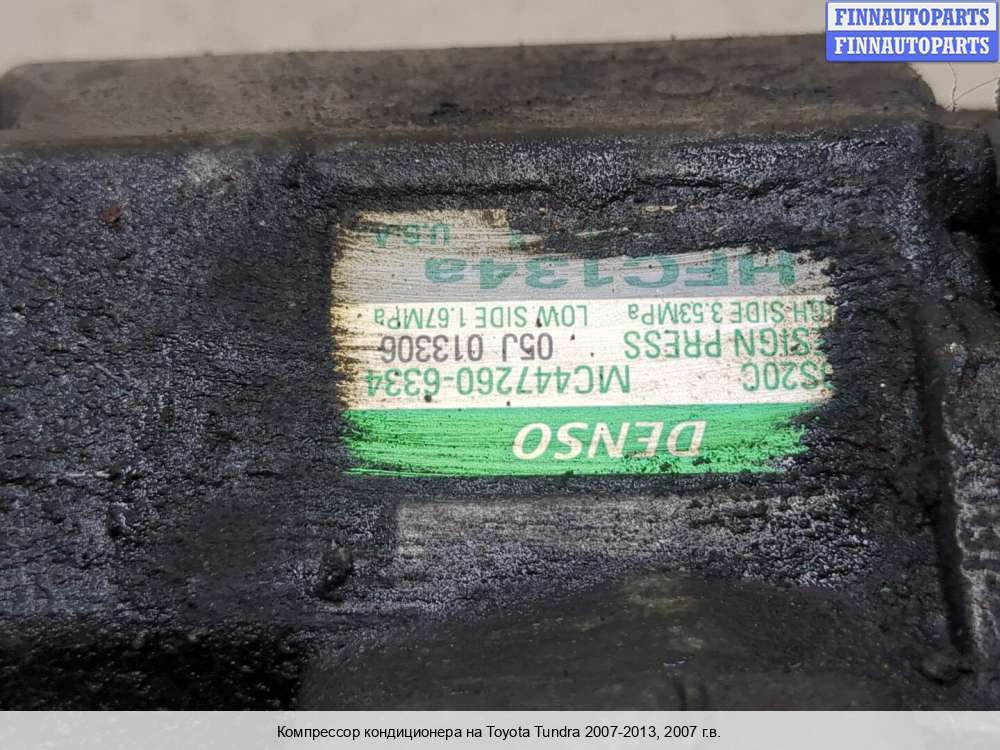 FINNAUTOPARTS
FINNAUTOPARTS
DENSO
MC447260-6334
SIGN PRESS 05J 013306
SIDE 3.53MPa LOW SIDE 1.67MPa
HFC134a
U.S.A
Компрессор кондиционера на Toyota Tundra 2007-2013, 2007 г.в.